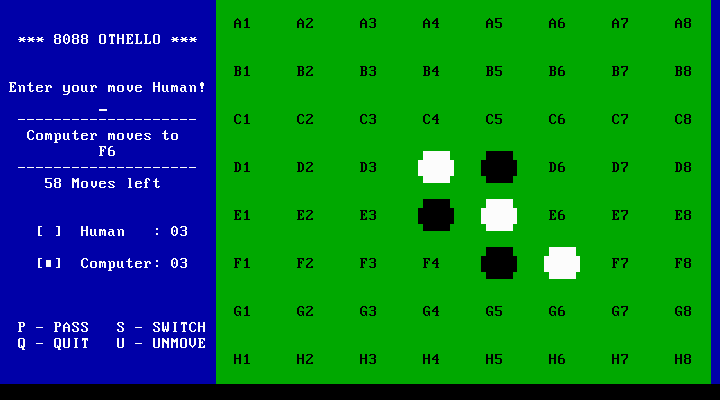 *** 8088 OTHELLO ***
Enter your move Human!
_
--------------------
Computer moves to
F6
--------------------
58 Moves left
[ ] Human : 03
[■] Computer: 03
P - PASS S - SWITCH
Q - QUIT U - UNMOVE
A1 A2 A3 A4 A5 A6 A7 A8
B1 B2 B3 B4 B5 B6 B7 B8
C1 C2 C3 C4 C5 C6 C7 C8
D1 D2 D3 D6 D7 D8
E1 E2 E3 E6 E7 E8
F1 F2 F3 F4 F7 F8
G1 G2 G3 G4 G5 G6 G7 G8
H1 H2 H3 H4 H5 H6 H7 H8